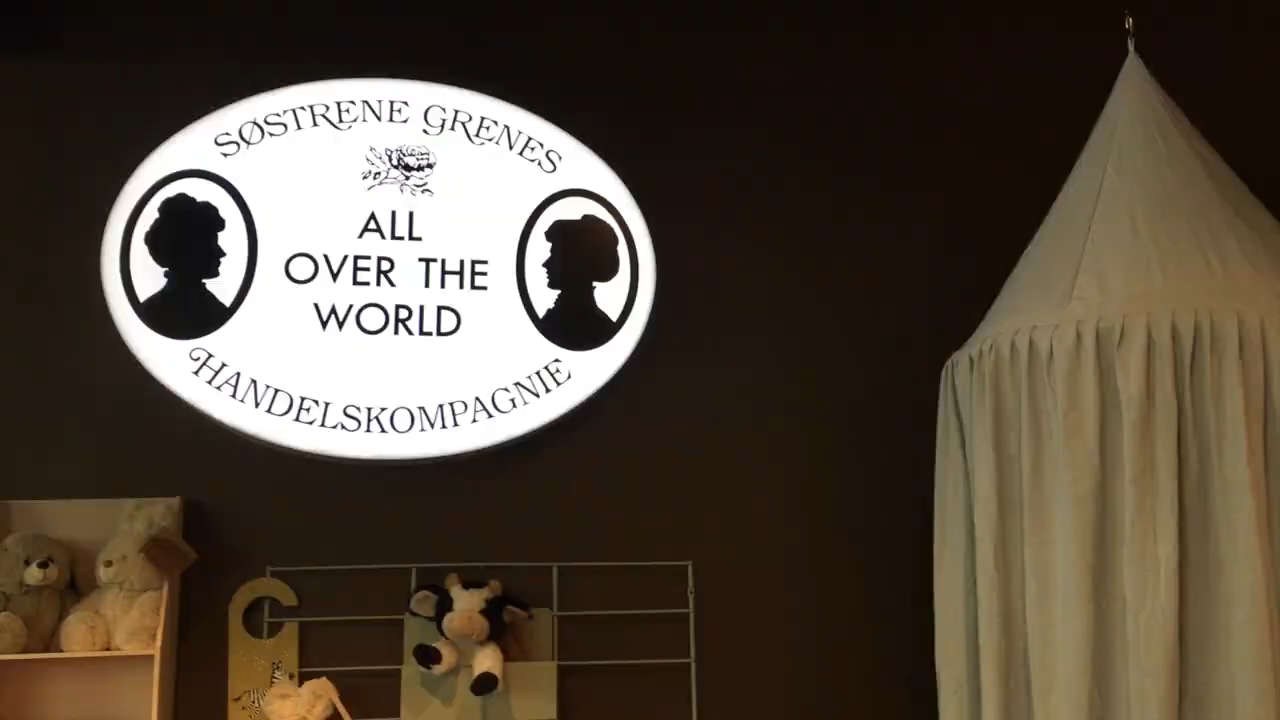 SØSTRENE GRENES
ALL
OVER THE
WORLD
HANDELSKOMPAGNIE